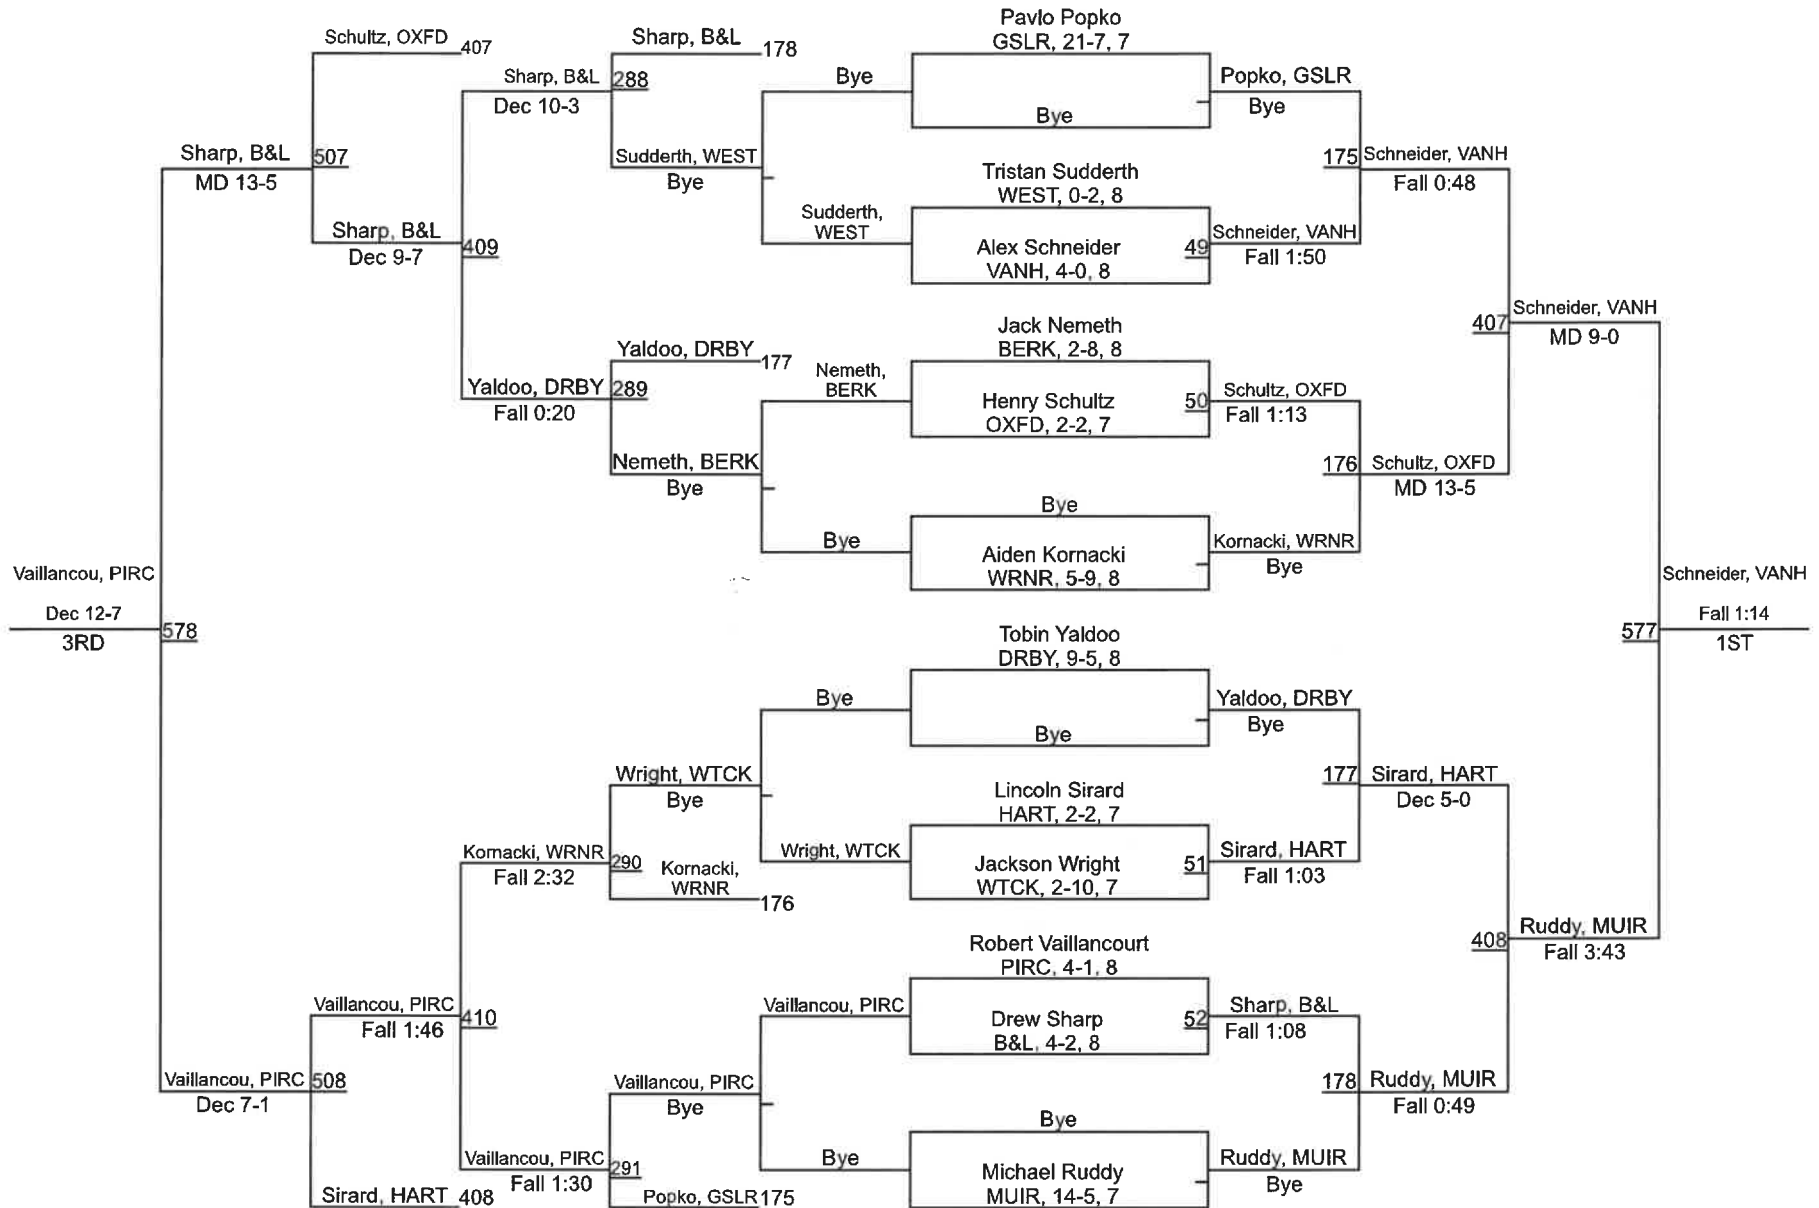 Pavlo Popko
GSLR, 21-7, 7
Bye
Tristan Sudderth
WEST, 0-2, 8
Alex Schneider
VANH, 4-0, 8
49
Jack Nemeth
BERK, 2-8, 8
Henry Schultz
OXFD, 2-2, 7
50
Bye
Aiden Kornacki
WRNR, 5-9, 8
Tobin Yaldoo
DRBY, 9-5, 8
Bye
Lincoln Sirard
HART, 2-2, 7
Jackson Wright
WTCK, 2-10, 7
51
Robert Vaillancourt
PIRC, 4-1, 8
Drew Sharp
B&L, 4-2, 8
52
Bye
Michael Ruddy
MUIR, 14-5, 7
Popko, GSLR
Bye
Schneider, VANH
Fall 1:50
Schultz, OXFD
Fall 1:13
Kornacki, WRNR
Bye
Yaldoo, DRBY
Bye
Sirard, HART
Fall 1:03
Sharp, B&L
Fall 1:08
Ruddy, MUIR
Bye
175
Schneider, VANH
Fall 0:48
176
Schultz, OXFD
MD 13-5
177
Sirard, HART
Dec 5-0
178
Ruddy, MUIR
Fall 0:49
407
Schneider, VANH
MD 9-0
408
Ruddy, MUIR
Fall 3:43
577
Schneider, VANH
Fall 1:14
1ST
Bye
Sudderth,
WEST
Nemeth,
BERK
Bye
Bye
Wright, WTCK
Vaillancou, PIRC
Bye
Sharp, B&L
178
Sudderth, WEST
Bye
Yaldoo, DRBY
177
Nemeth, BERK
Bye
Wright, WTCK
Bye
Kornacki,
WRNR
176
Vaillancou, PIRC
Bye
Popko, GSLR
175
Sharp, B&L
288
Dec 10-3
Yaldoo, DRBY
289
Fall 0:20
Kornacki, WRNR
290
Fall 2:32
Vaillancou, PIRC
291
Fall 1:30
Schultz, OXFD
407
Sharp, B&L
409
Dec 9-7
Vaillancou, PIRC
410
Fall 1:46
Sirard, HART
408
Sharp, B&L
507
MD 13-5
Vaillancou, PIRC
508
Dec 7-1
Vaillancou, PIRC
Dec 12-7
578
3RD